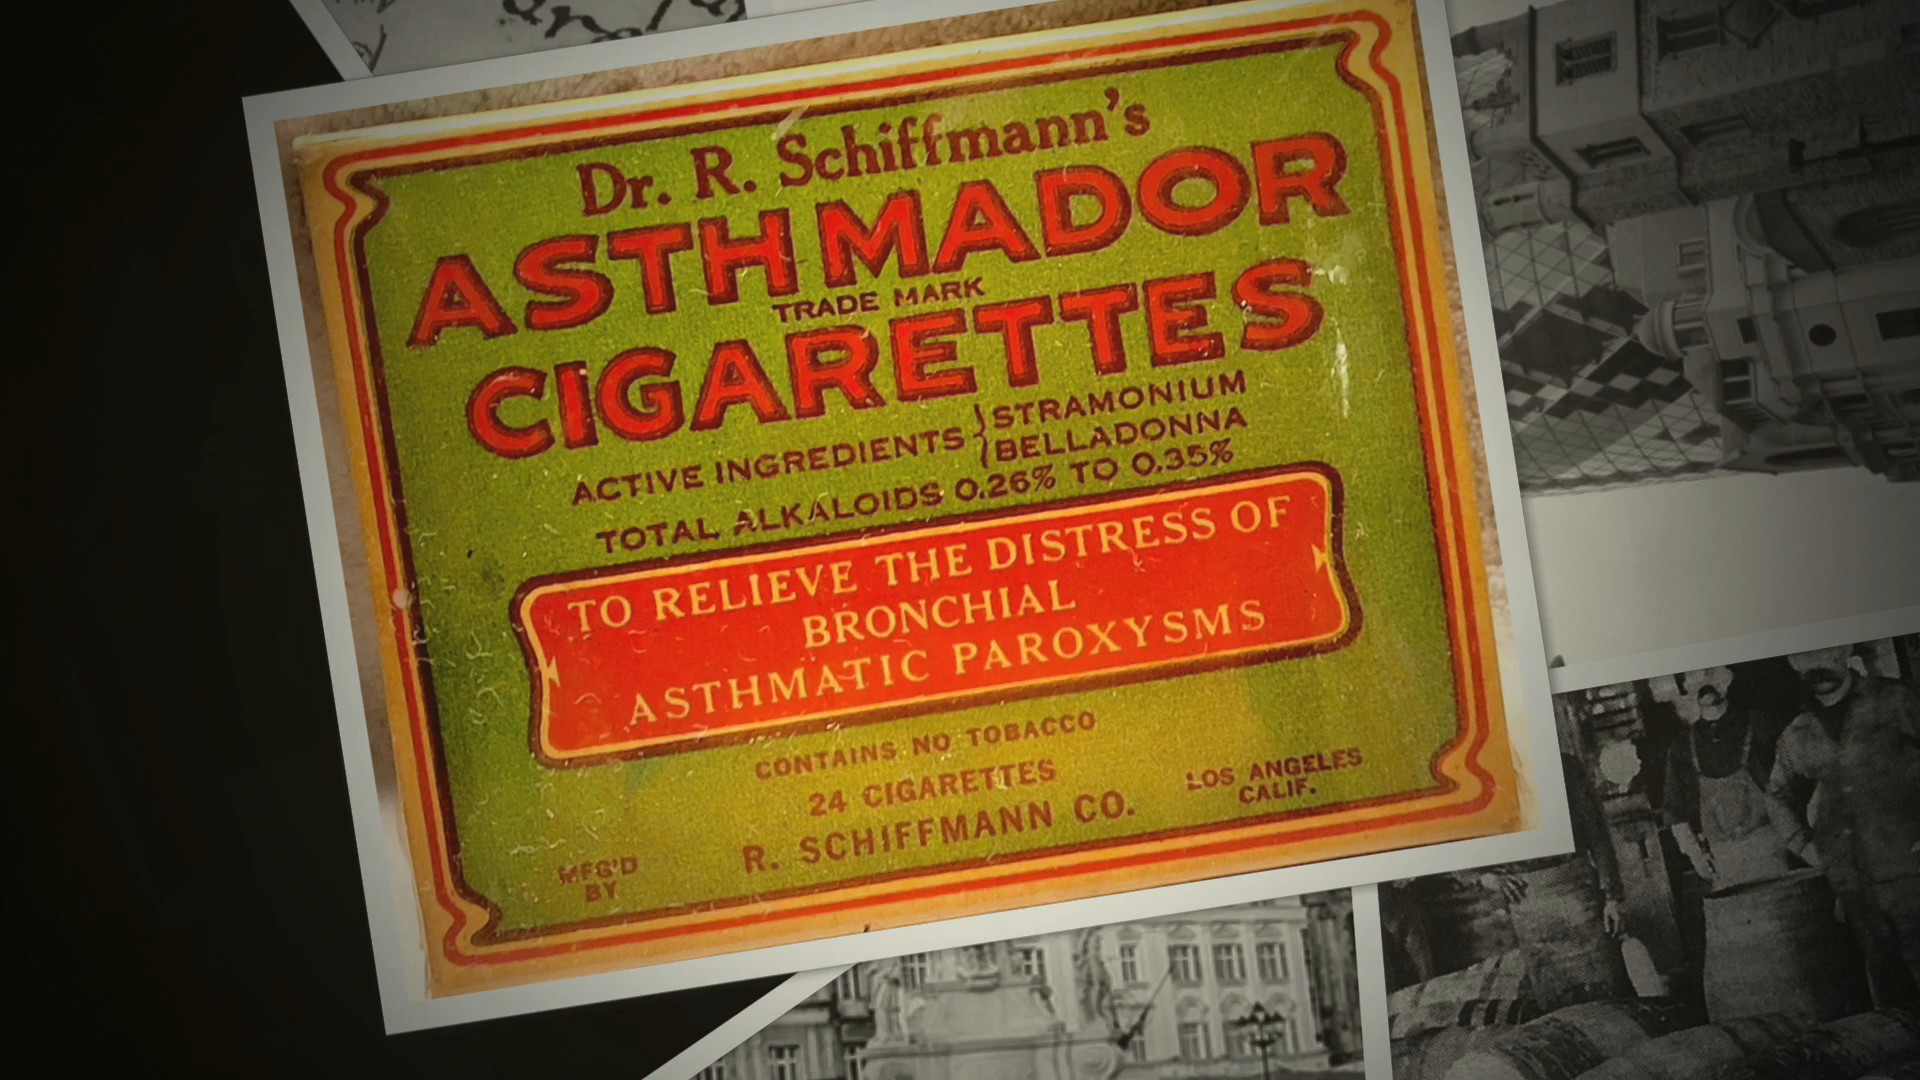 Dr. R. Schiffmann's
ASTHMADOR
TRADE MARK
CIGARETTES
ACTIVE INGREDIENTS { STRAMONIUM
BELLADONNA
TOTAL ALKALOIDS 0.26% TO 0.35%
TO RELIEVE THE DISTRESS OF
BRONCHIAL
ASTHMATIC PAROXYSMS
CONTAINS NO TOBACCO
24 CIGARETTES
MFG'D
BY
R. SCHIFFMANN CO.
LOS ANGELES
CALIF.